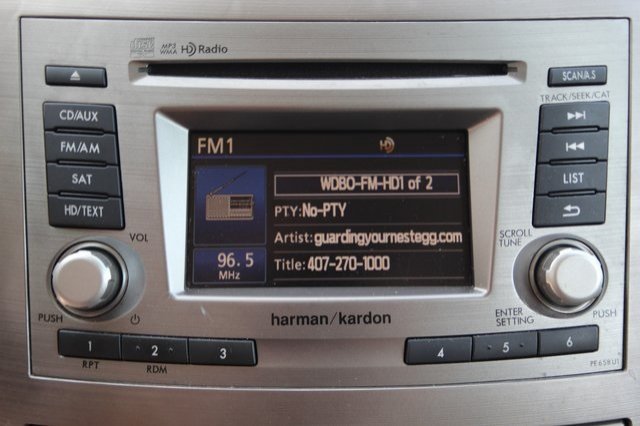 MP3
WMA
HD Radio
SCAN/A.S
TRACK/SEEK/CAT
CD/AUX
FM/AM
SAT
HD/TEXT
LIST
FM1
HD
WDBO-FM-HD1 of 2
PTY:No-PTY
Artist:guardingyournestegg.com
Title:407-270-1000
96.5
MHz
VOL
PUSH
SCROLL
TUNE
ENTER
SETTING
PUSH
harman/kardon
1
2
3
4
5
6
RPT
RDM
PE658U1